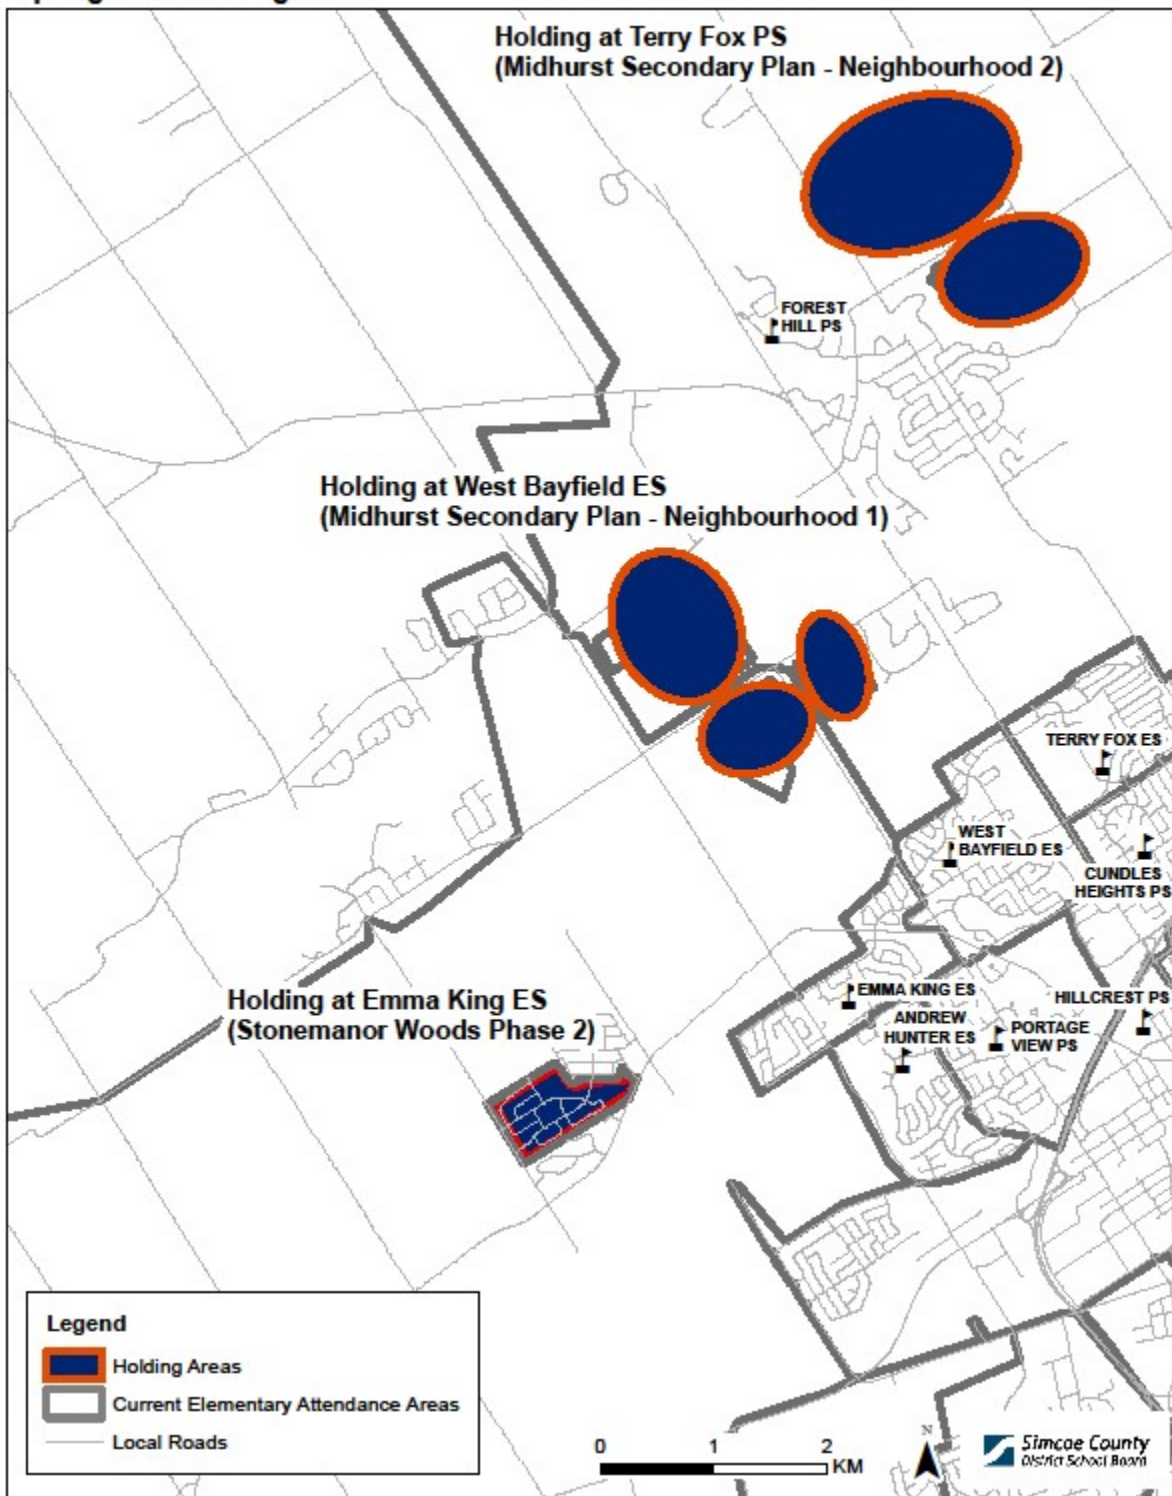 Holding at Terry Fox PS
(Midhurst Secondary Plan - Neighbourhood 2)
FOREST
HILL PS
Holding at West Bayfield ES
(Midhurst Secondary Plan - Neighbourhood 1)
TERRY FOX ES
WEST
BAYFIELD ES
CUNDLES
HEIGHTS PS
Holding at Emma King ES
(Stonemanor Woods Phase 2)
EMMA KING ES
HILLCREST PS
ANDREW
HUNTER ES
PORTAGE
VIEW PS
Legend
Holding Areas
Current Elementary Attendance Areas
Local Roads
0 1 2
KM
N
Simcoe County
District School Board